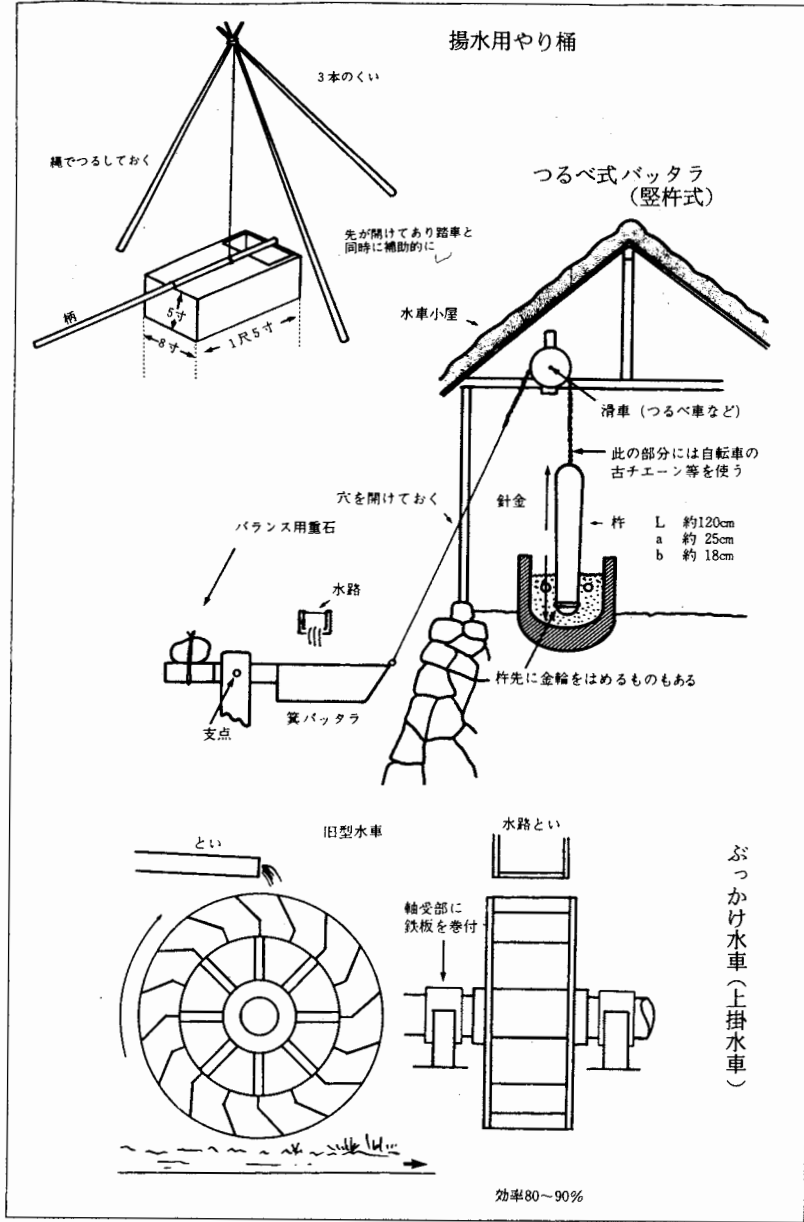 揚水用やり桶
3本のくい
縄でつるしておく
先が開けてあり踏車と
同時に補助的に
柄
5寸
8寸
1尺5寸
つるべ式バッタラ
（竪杵式）
水車小屋
滑車（つるべ車など）
此の部分には自転車の
古チエーン等を使う
穴を開けておく
針金
杵 L 約120cm
a 約 25cm
b 約 18cm
バランス用重石
水路
杵先に金輪をはめるものもある
支点
箕バッタラ
旧型水車
とい
水路とい
軸受部に
鉄板を巻付
ぶっかけ水車（上掛水車）
効率80～90%